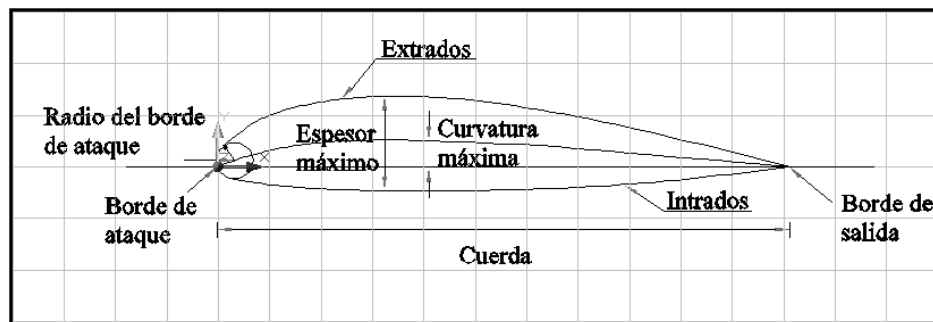 Extrados
Radio del borde
de ataque
Espesor
máximo
Curvatura
máxima
Y
X
Borde de
ataque
Intrados
Borde de
salida
Cuerda